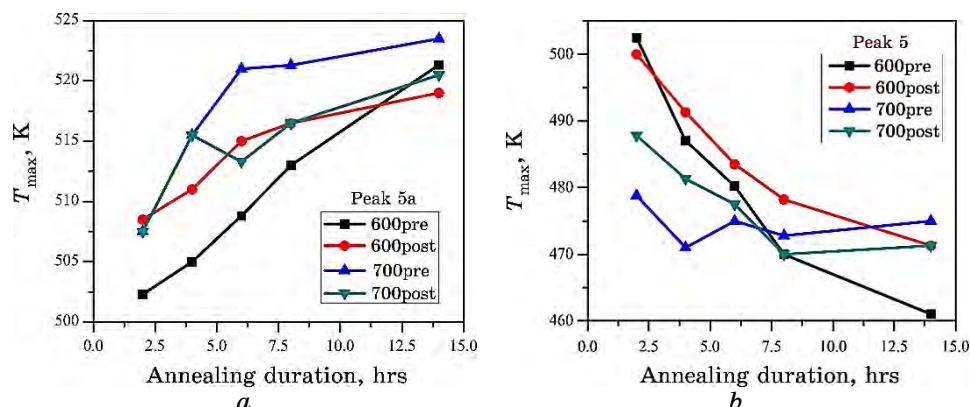 525
520
515
510
505
500
T max, K
Peak 5a
600pre
600post
700pre
700post
0.0 2.5 5.0 7.5 10.0 12.5 15.0
Annealing duration, hrs
a
500
490
480
470
460
T max, K
Peak 5
600pre
600post
700pre
700post
0.0 2.5 5.0 7.5 10.0 12.5 15.0
Annealing duration, hrs
b